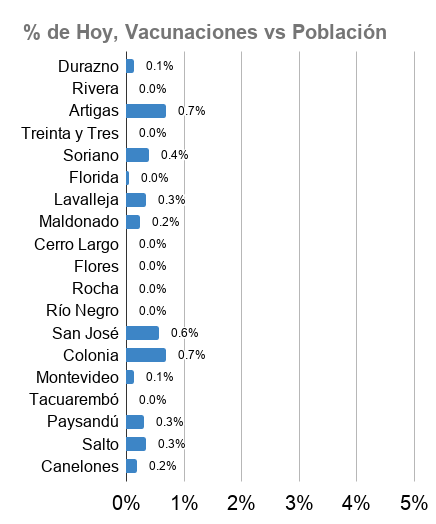 % de Hoy, Vacunaciones vs Población
Durazno 0.1%
Rivera 0.0%
Artigas 0.7%
Treinta y Tres 0.0%
Soriano 0.4%
Florida 0.0%
Lavalleja 0.3%
Maldonado 0.2%
Cerro Largo 0.0%
Flores 0.0%
Rocha 0.0%
Río Negro 0.0%
San José 0.6%
Colonia 0.7%
Montevideo 0.1%
Tacuarembó 0.0%
Paysandú 0.3%
Salto 0.3%
Canelones 0.2%
0% 1% 2% 3% 4% 5%